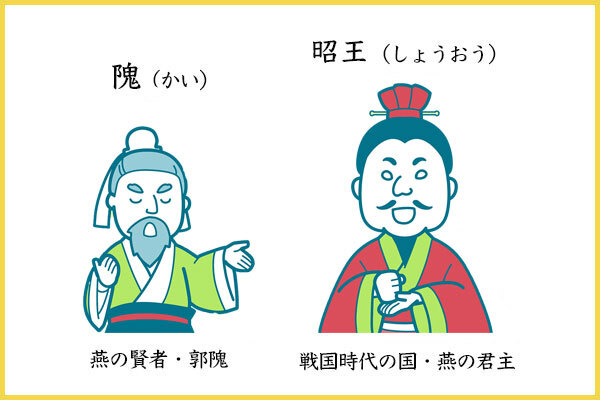 隗（かい）
昭王（しょうおう）
燕の賢者・郭隗
戦国時代の国・燕の君主